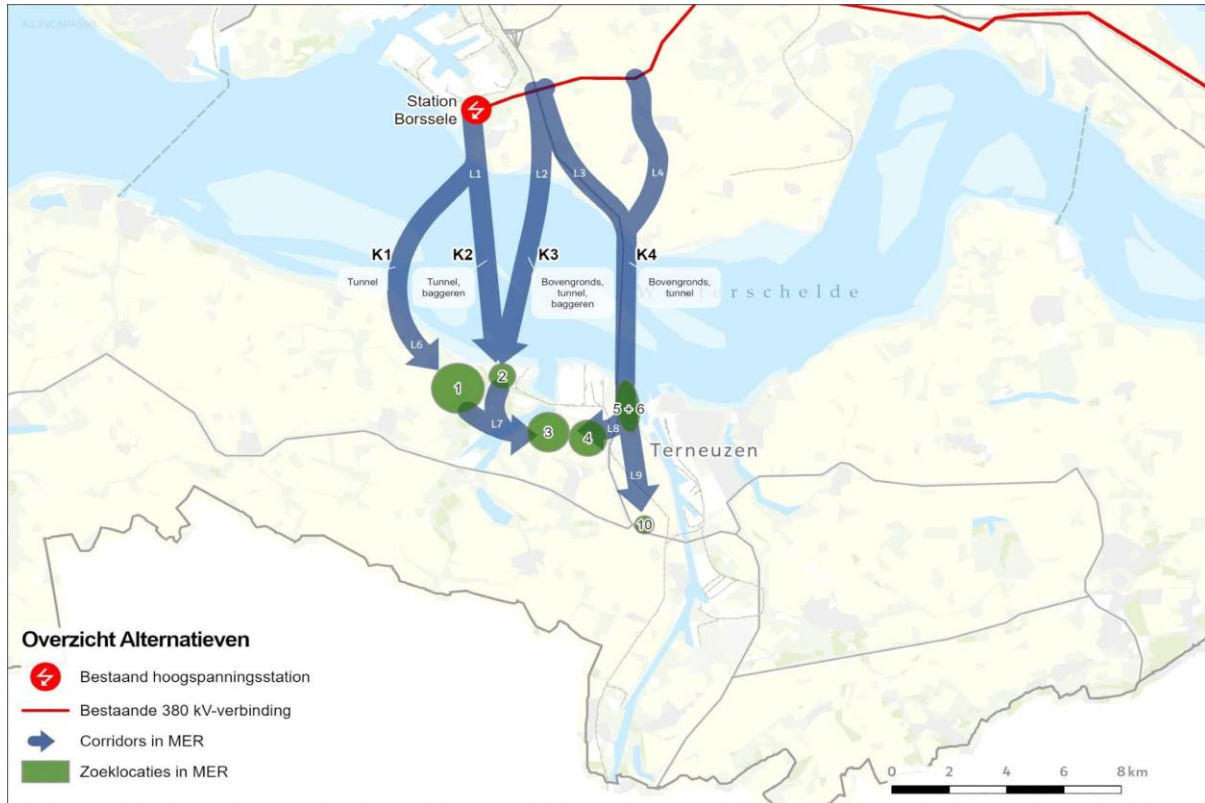 Station
Borssele
L1
L2
L3
L4
K1
K2
K3
K4
Tunnel
Tunnel,
baggeren
Bovengronds,
tunnel,
baggeren
Bovengronds,
tunnel
Westerschelde
L6
1
2
5 + 6
L7
3
4
L8
Terneuzen
L9
10
Overzicht Alternatieven
Bestaand hoogspanningsstation
Bestaande 380 kV-verbinding
Corridors in MER
Zoeklocaties in MER
0 2 4 6 8 km